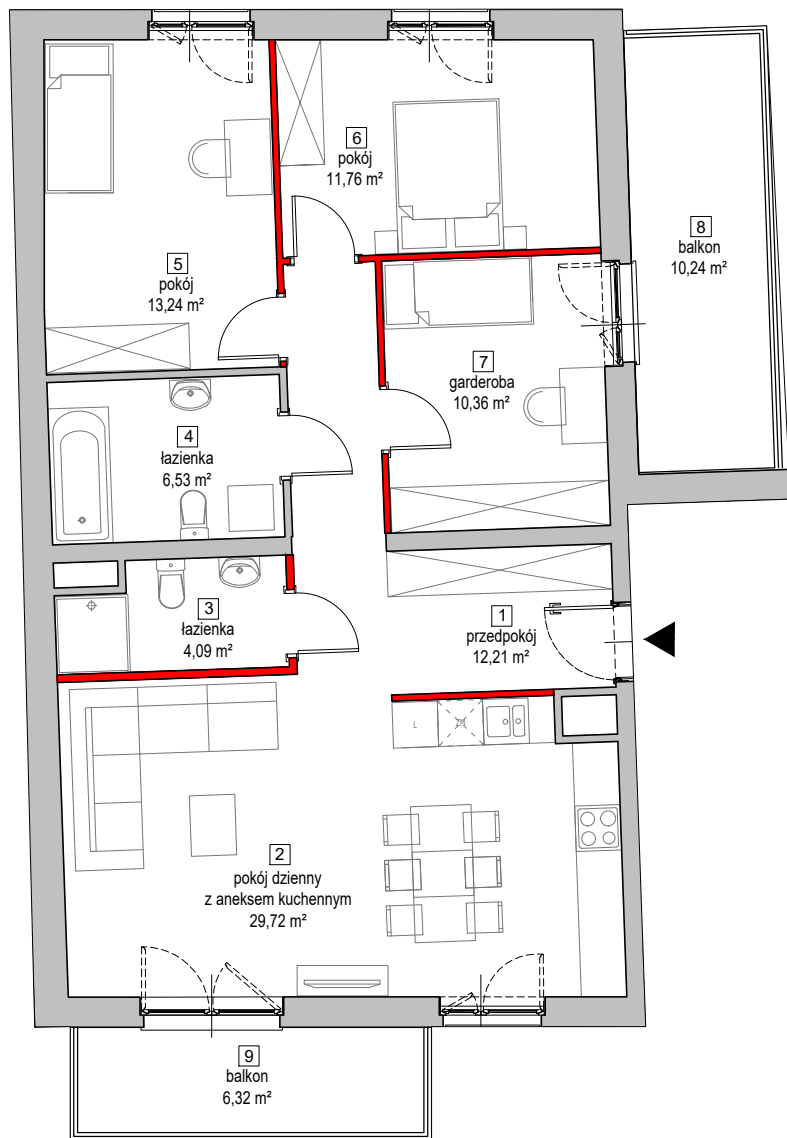 6
pokój
11,76 m²
8
balkon
10,24 m²
5
pokój
13,24 m²
7
garderoba
10,36 m²
4
łazienka
6,53 m²
3
łazienka
4,09 m²
1
przedpokój
12,21 m²
L
ZM
2
pokój dzienny
z aneksem kuchennym
29,72 m²
9
balkon
6,32 m²